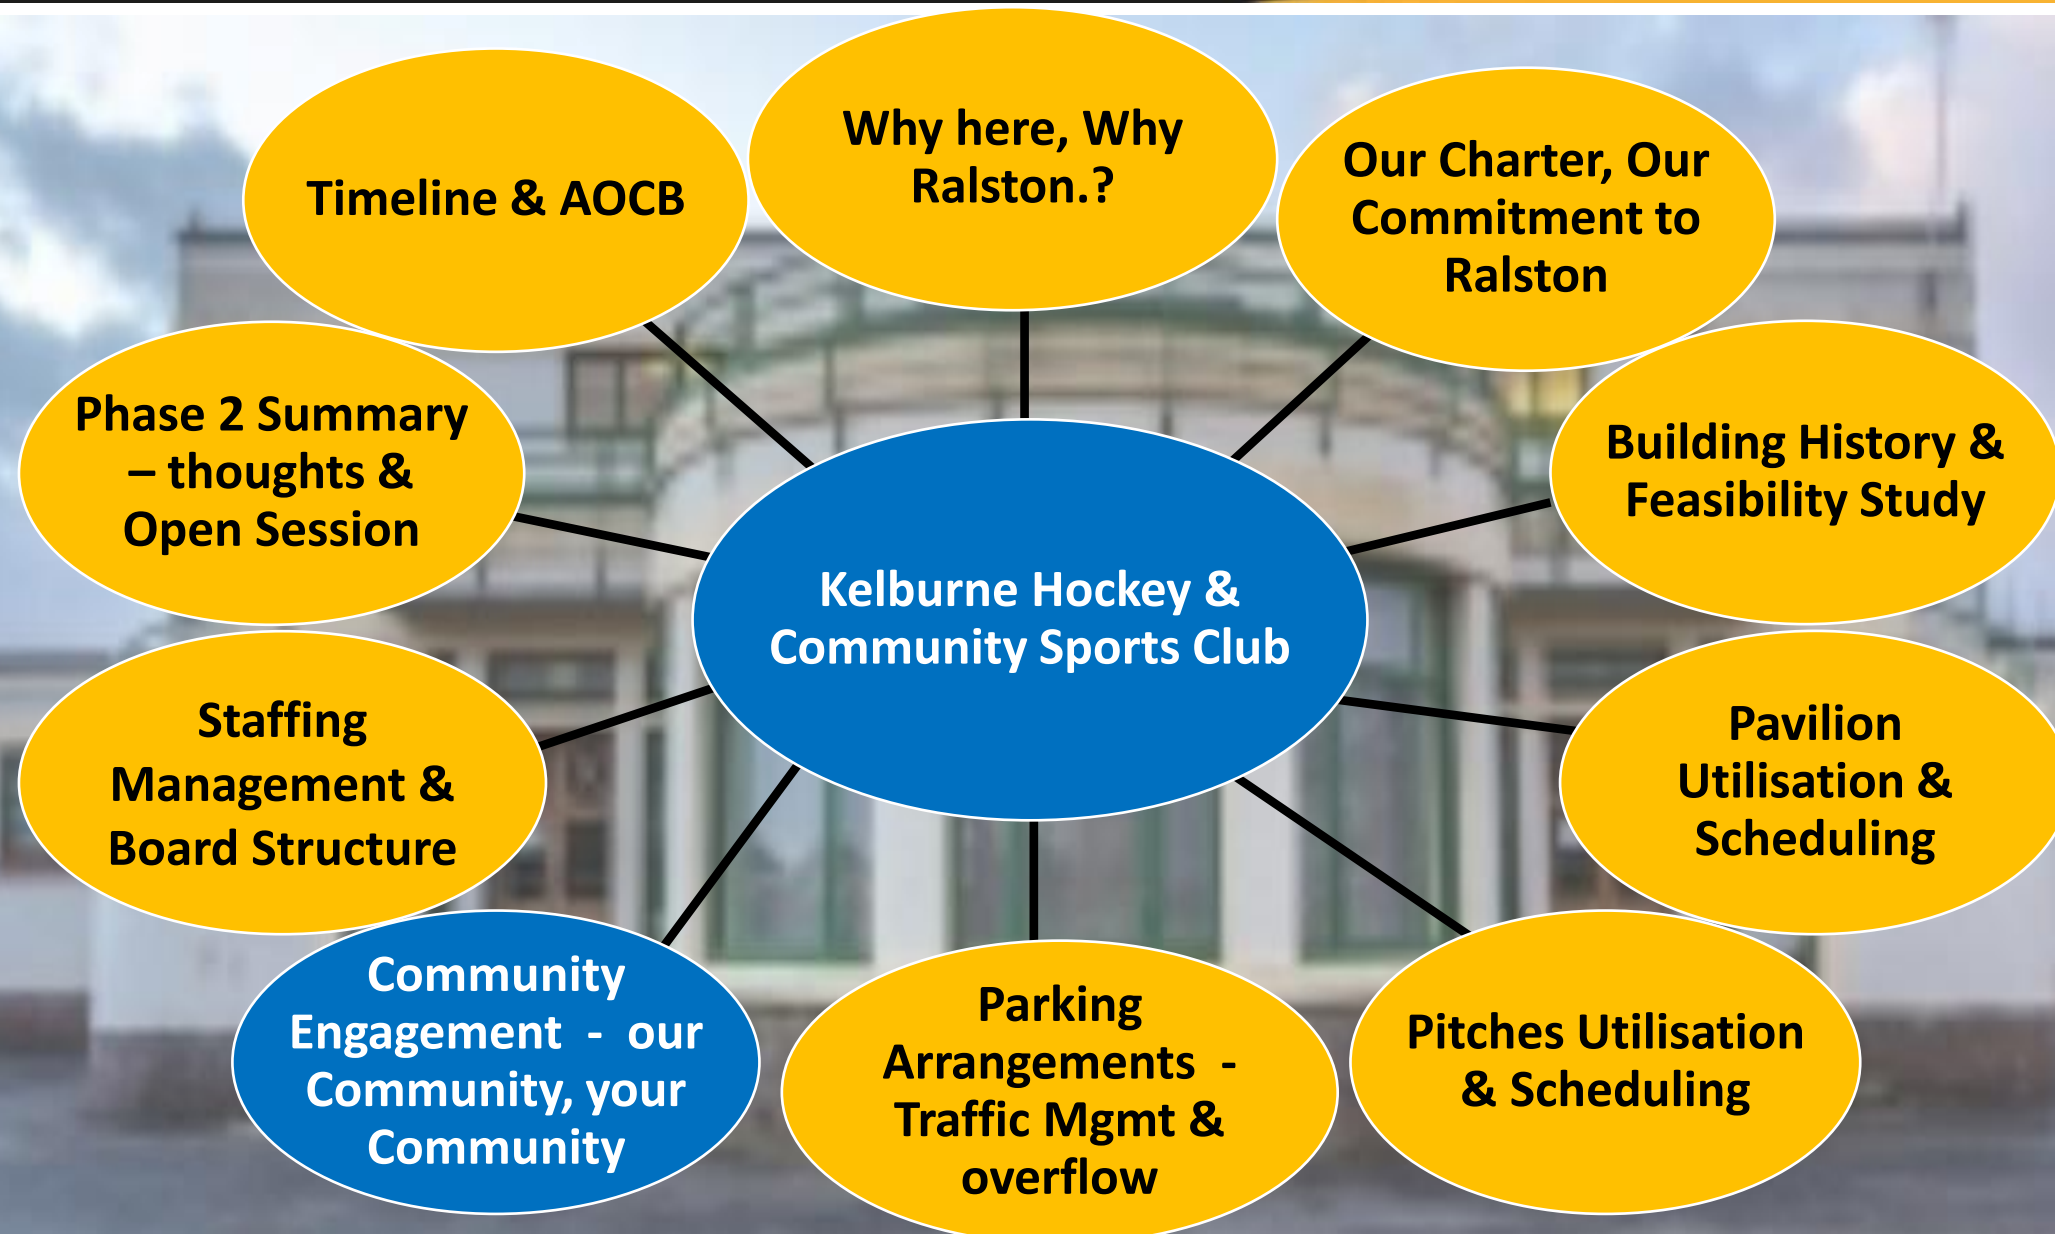 Why here, Why
Ralston.?
Our Charter, Our
Commitment to
Ralston
Building History &
Feasibility Study
Pavilion
Utilisation &
Scheduling
Pitches Utilisation
& Scheduling
Parking
Arrangements  -
Traffic Mgmt &
overflow
Community
Engagement  -  our
Community, your
Community
Staffing
Management &
Board Structure
Phase 2 Summary
– thoughts &
Open Session
Timeline & AOCB
Kelburne Hockey &
Community Sports Club